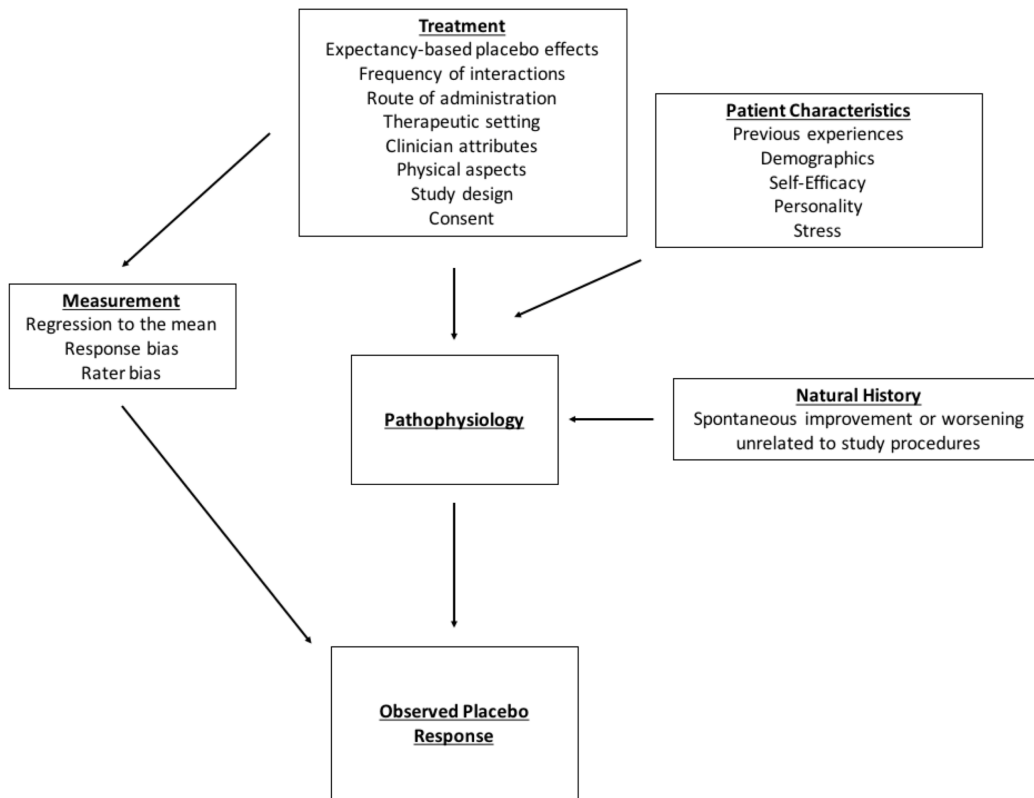 Treatment
Expectancy-based placebo effects
Frequency of interactions
Route of administration
Therapeutic setting
Clinician attributes
Physical aspects
Study design
Consent
Patient Characteristics
Previous experiences
Demographics
Self-Efficacy
Personality
Stress
Measurement
Regression to the mean
Response bias
Rater bias
Pathophysiology
Natural History
Spontaneous improvement or worsening
unrelated to study procedures
Observed Placebo
Response